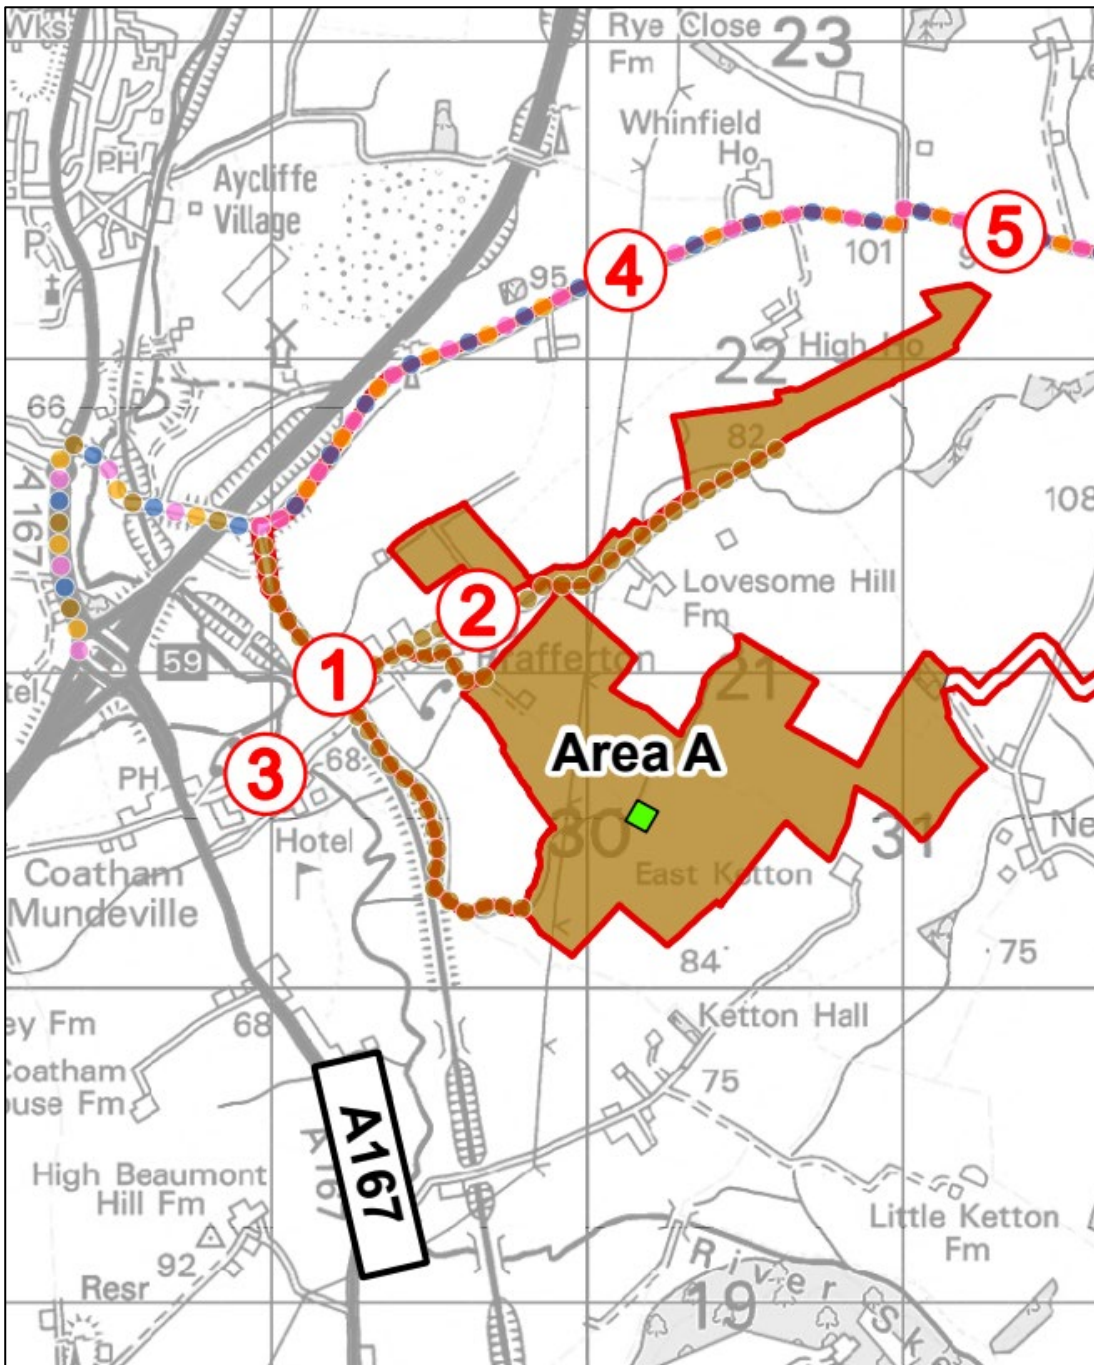 Wks
Rye Close
Fm
23
Whinfield
Ho
PH
Aycliffe
Village
P
5
4
101
95
22
High Ho
66
82
A167
108
2
Lovesome Hill
Fm
59
1
Brafferton
21
Area A
3
68
PH
30
31
Hotel
East Ketton
Coatham
Mundeville
84
75
Ketton Hall
ey Fm
68
Coatham
ouse Fm
75
A167
A167
High Beaumont
Hill Fm
Little Ketton
Fm
92
Resr
River Ske
19